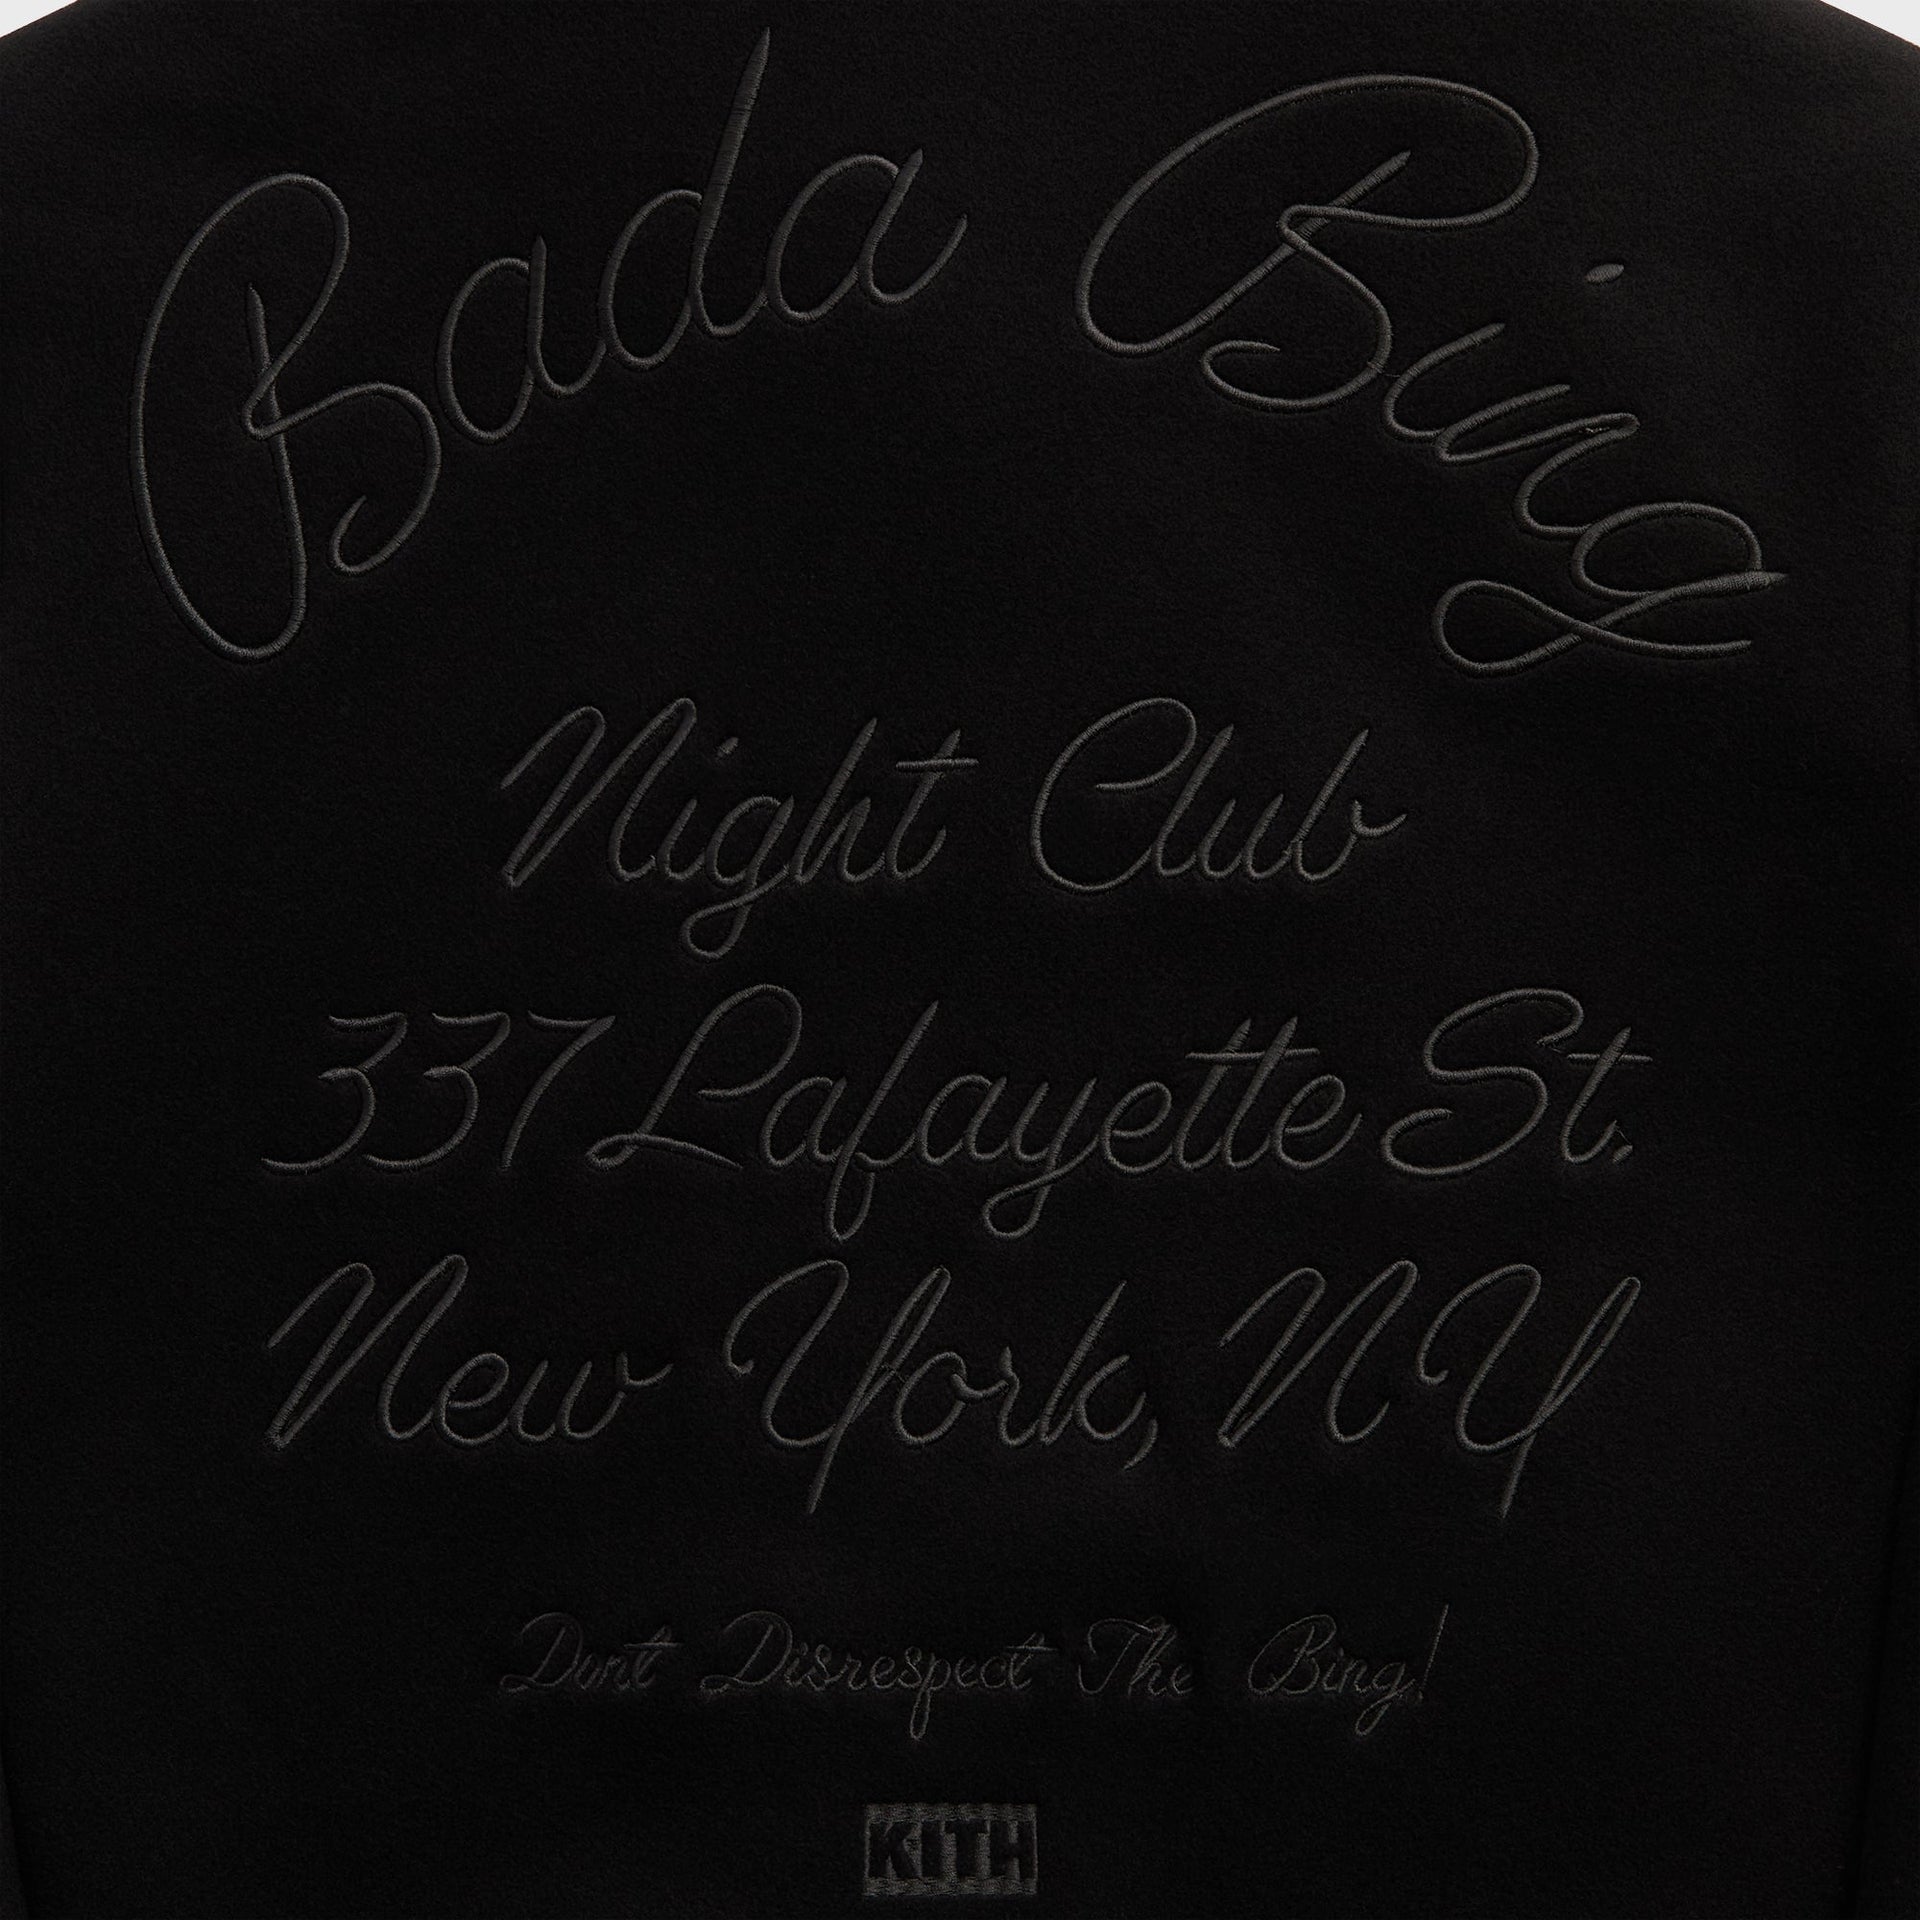 Bada Bing
Night Club
337 Lafayette St.
New York, NY
Dont Disrespect The Bing!
KITH